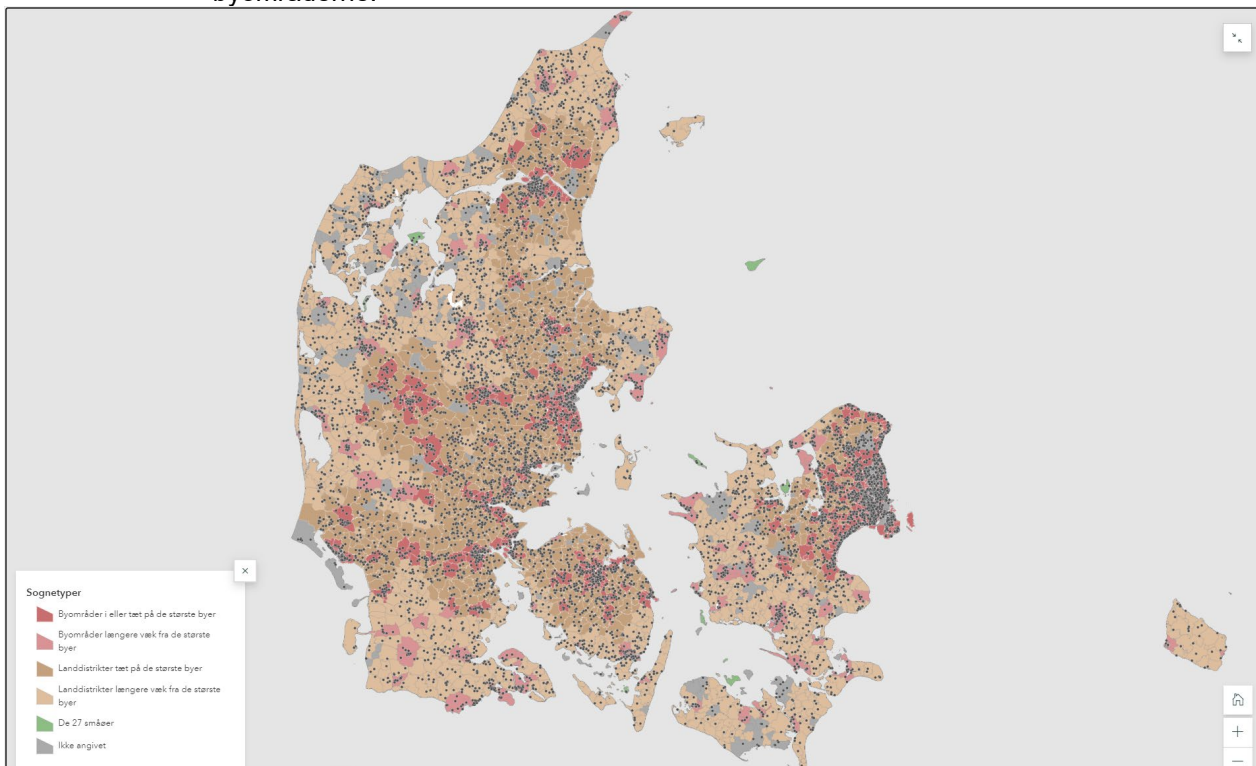 byområderne.
Sognetyper
Byområder i eller tæt på de største byer
Byområder længere væk fra de største
byer
Landdistrikter tæt på de største byer
Landdistrikter længere væk fra de største
byer
De 27 småøer
Ikke angivet